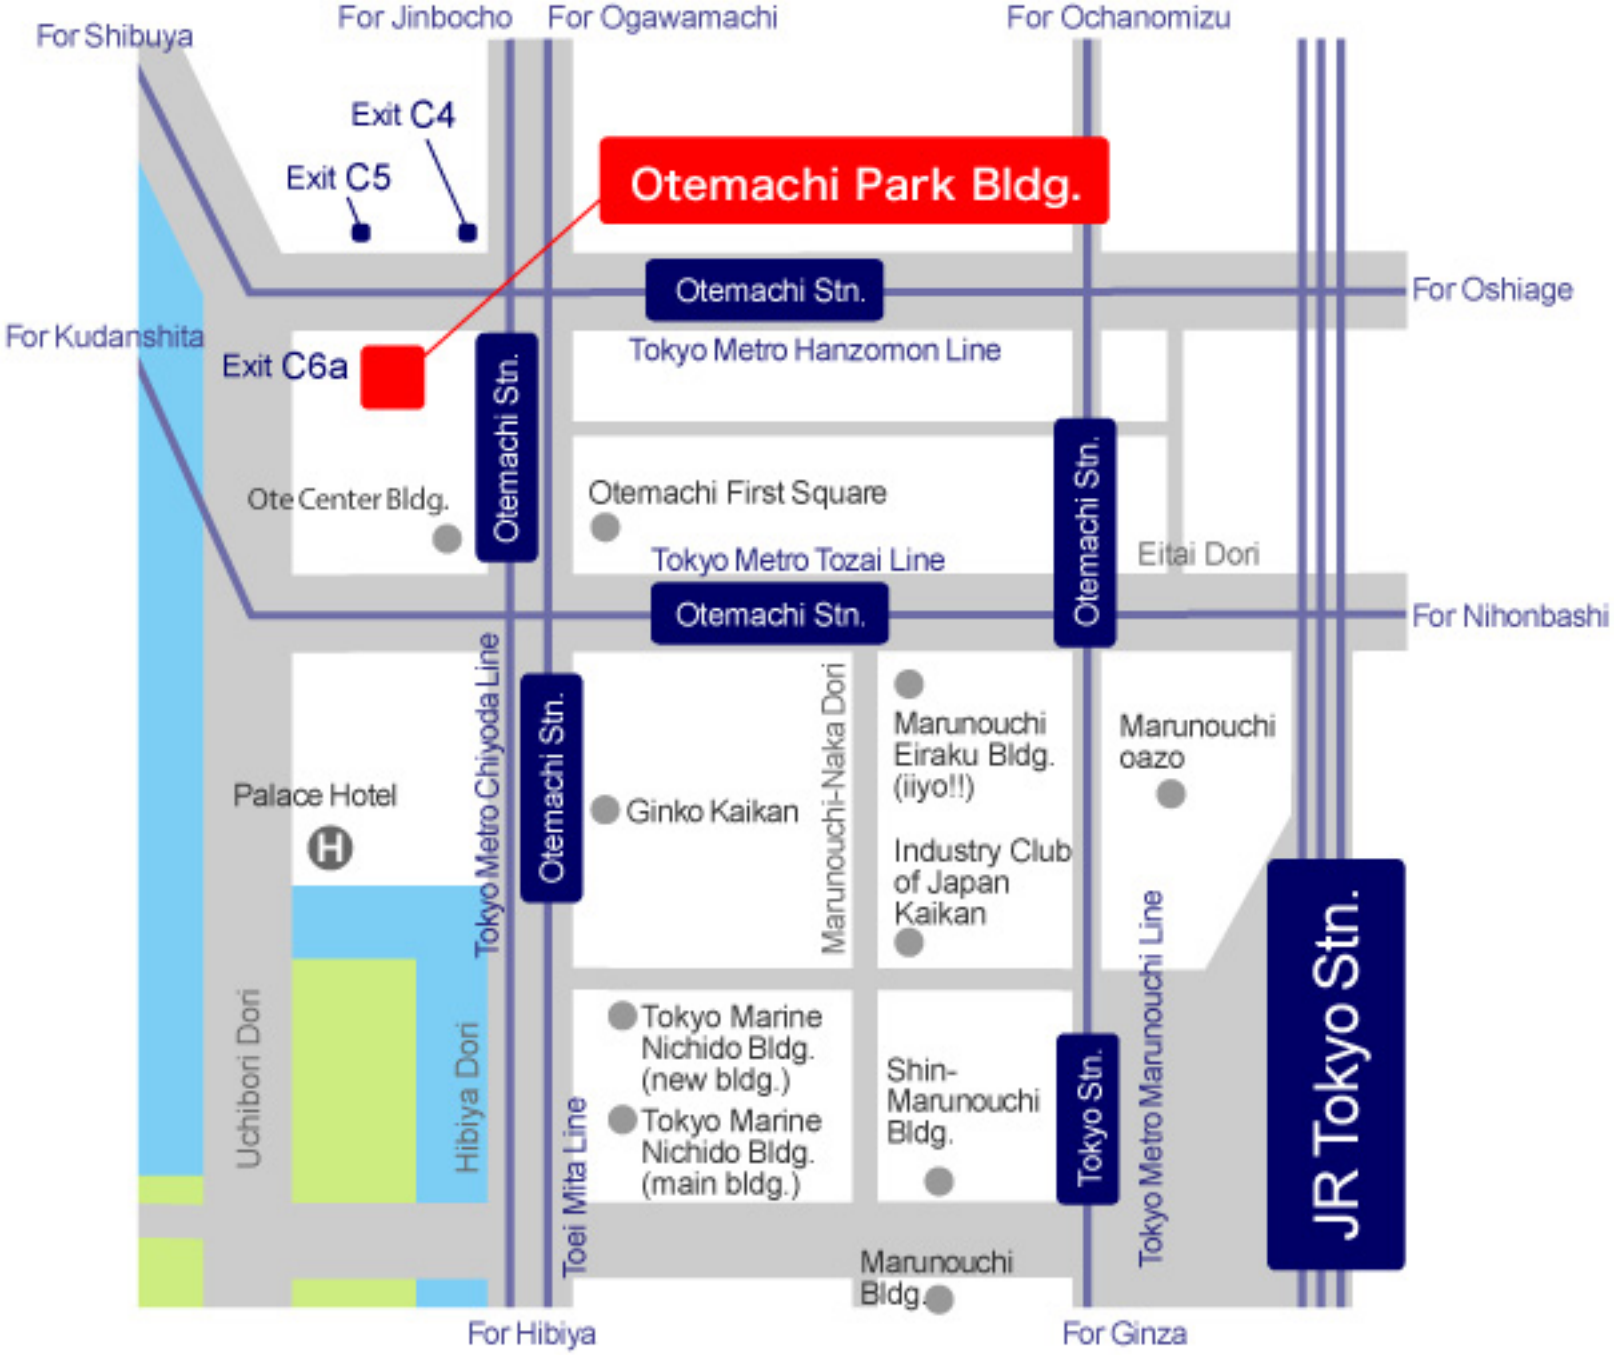 For Jinbocho
For Ogawamachi
For Ochanomizu
For Shibuya
Exit C4
Exit C5
Otemachi Park Bldg.
Otemachi Stn.
For Oshiage
For Kudanshita
Tokyo Metro Hanzomon Line
Exit C6a
Otemachi Stn.
Otemachi Stn.
Ote Center Bldg.
Otemachi First Square
Tokyo Metro Tozai Line
Eitai Dori
Otemachi Stn.
For Nihonbashi
Tokyo Metro Chiyoda Line
Otemachi Stn.
Marunouchi-Naka Dori
Marunouchi
Eiraku Bldg.
(iiyo!!)
Marunouchi
oazo
Palace Hotel
H
Ginko Kaikan
Industry Club
of Japan
Kaikan
Tokyo Metro Marunouchi Line
JR Tokyo Stn.
Uchibori Dori
Hibiya Dori
Toei Mita Line
Tokyo Marine
Nichido Bldg.
(new bldg.)
Tokyo Marine
Nichido Bldg.
(main bldg.)
Shin-
Marunouchi
Bldg.
Tokyo Stn.
Marunouchi
Bldg.
For Hibiya
For Ginza